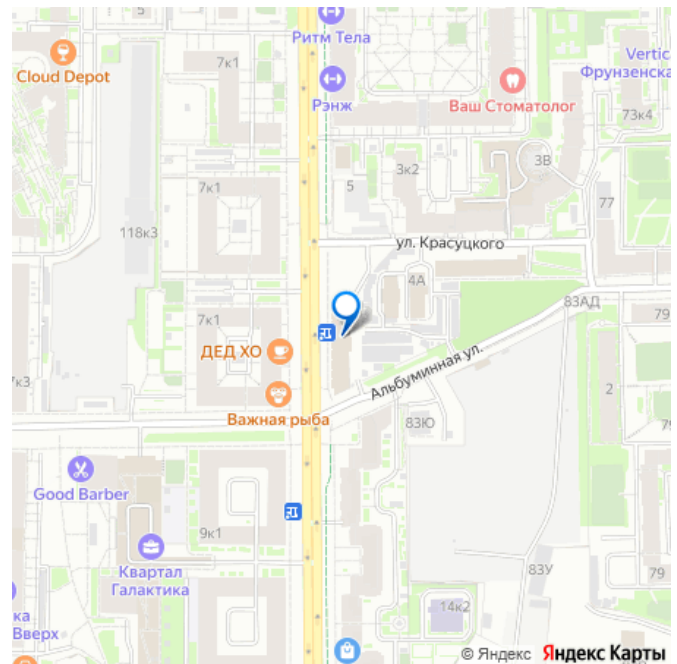 5
Ритм Тела
7к1
Cloud Depot
Рэнж
Ваш Стоматолог
Vertic
Фрунзенска
73к4
3к2
3В
5
7к1
77
118к3
ул. Красуцкого
4А
83АД
79
7к1
ДЕД ХО
к3
Альбуминная ул.
2
Важная рыба
83Ю
79
Good Barber
9к1
Квартал
Галактика
83У
79
ка
Вверх
14к2
© Яндекс Яндекс Карты